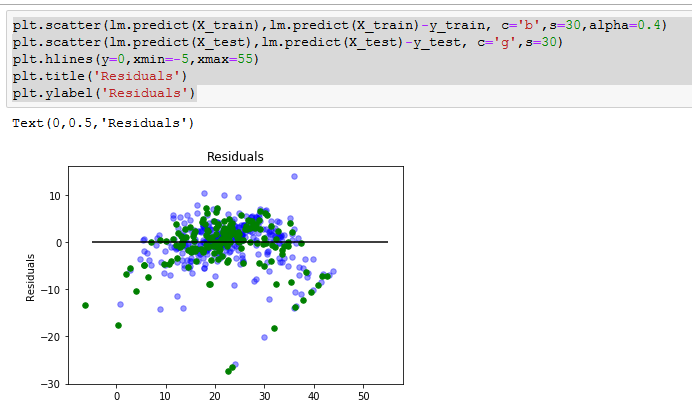 plt.scatter(lm.predict(X_train),lm.predict(X_train)-y_train, c='b',s=30,alpha=0.4)
plt.scatter(lm.predict(X_test),lm.predict(X_test)-y_test, c='g',s=30)
plt.hlines(y=0,xmin=-5,xmax=55)
plt.title('Residuals')
plt.ylabel('Residuals')
Text(0,0.5,'Residuals')
Residuals
Residuals
10
0
−10
−20
−30
0 10 20 30 40 50